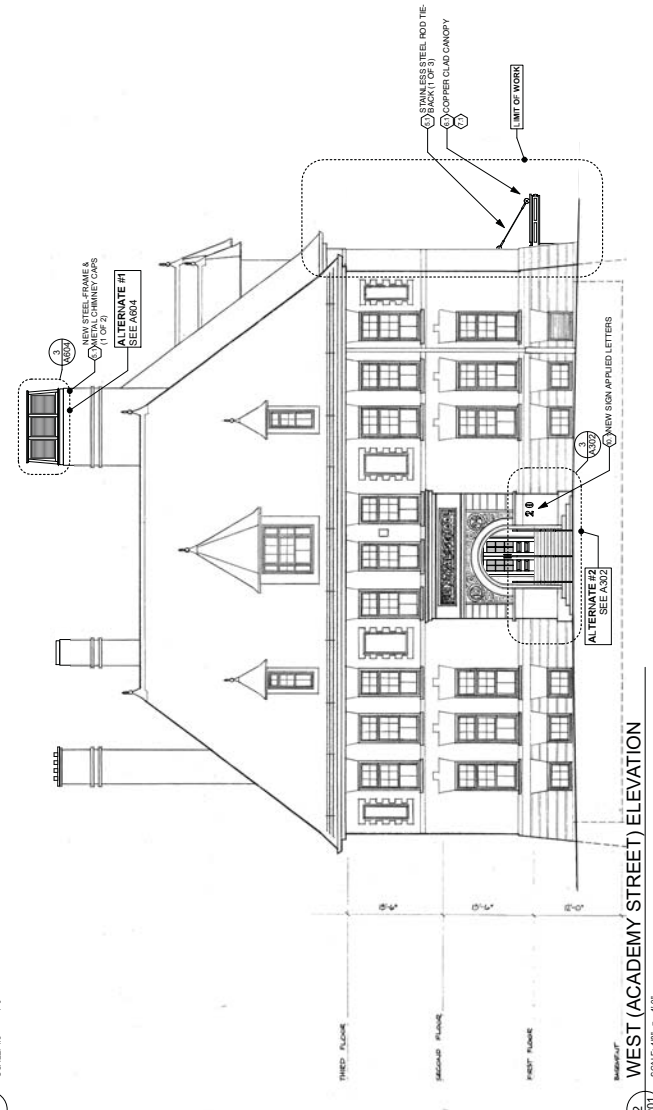 3
A604
NEW STEEL-FRAME &
METAL CHIMNEY CAPS
(1 OF 2)
ALTERNATE #1
SEE A604
STAINLESS STEEL ROD TIE-
BACK (1 OF 3)
COPPER CLAD CANOPY
LIMIT OF WORK
THIRD FLOOR
SECOND FLOOR
FIRST FLOOR
BASEMENT
20
3
A302
NEW SIGN APPLIED LETTERS
ALTERNATE #2
SEE A302
2
01
WEST (ACADEMY STREET) ELEVATION